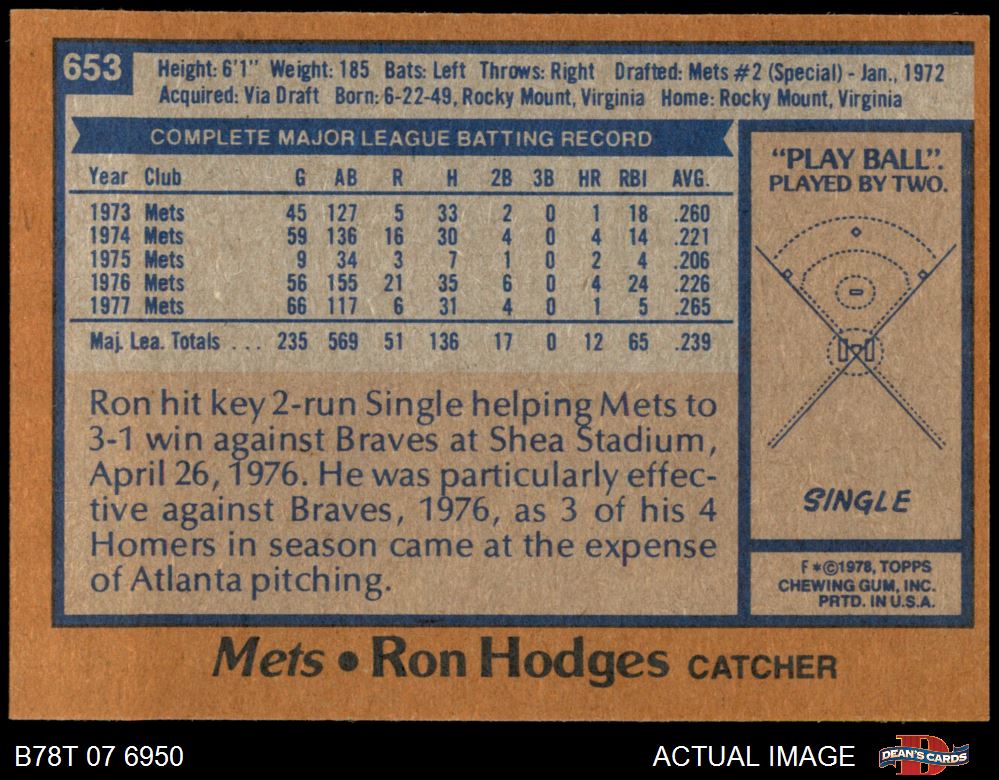 653
Height: 6'1" Weight: 185 Bats: Left Throws: Right Drafted: Mets #2 (Special) - Jan., 1972
Acquired: Via Draft Born: 6-22-49, Rocky Mount, Virginia Home: Rocky Mount, Virginia
COMPLETE MAJOR LEAGUE BATTING RECORD
Year Club G AB R H 2B 3B HR RBI AVG.
1973 Mets 45 127 5 33 2 0 1 18 .260
1974 Mets 59 136 16 30 4 0 4 14 .221
1975 Mets 9 34 3 7 1 0 2 4 .206
1976 Mets 56 155 21 35 6 0 4 24 .226
1977 Mets 66 117 6 31 4 0 1 5 .265
Maj. Lea. Totals ... 235 569 51 136 17 0 12 65 .239
Ron hit key 2-run Single helping Mets to
3-1 win against Braves at Shea Stadium,
April 26, 1976. He was particularly effec-
tive against Braves, 1976, as 3 of his 4
Homers in season came at the expense
of Atlanta pitching.
"PLAY BALL".
PLAYED BY TWO.
SINGLE
F*©1978, TOPPS
CHEWING GUM, INC.
PRTD. IN U.S.A.
Mets • Ron Hodges CATCHER
B78T 07 6950
ACTUAL IMAGE
DEAN'S CARDS